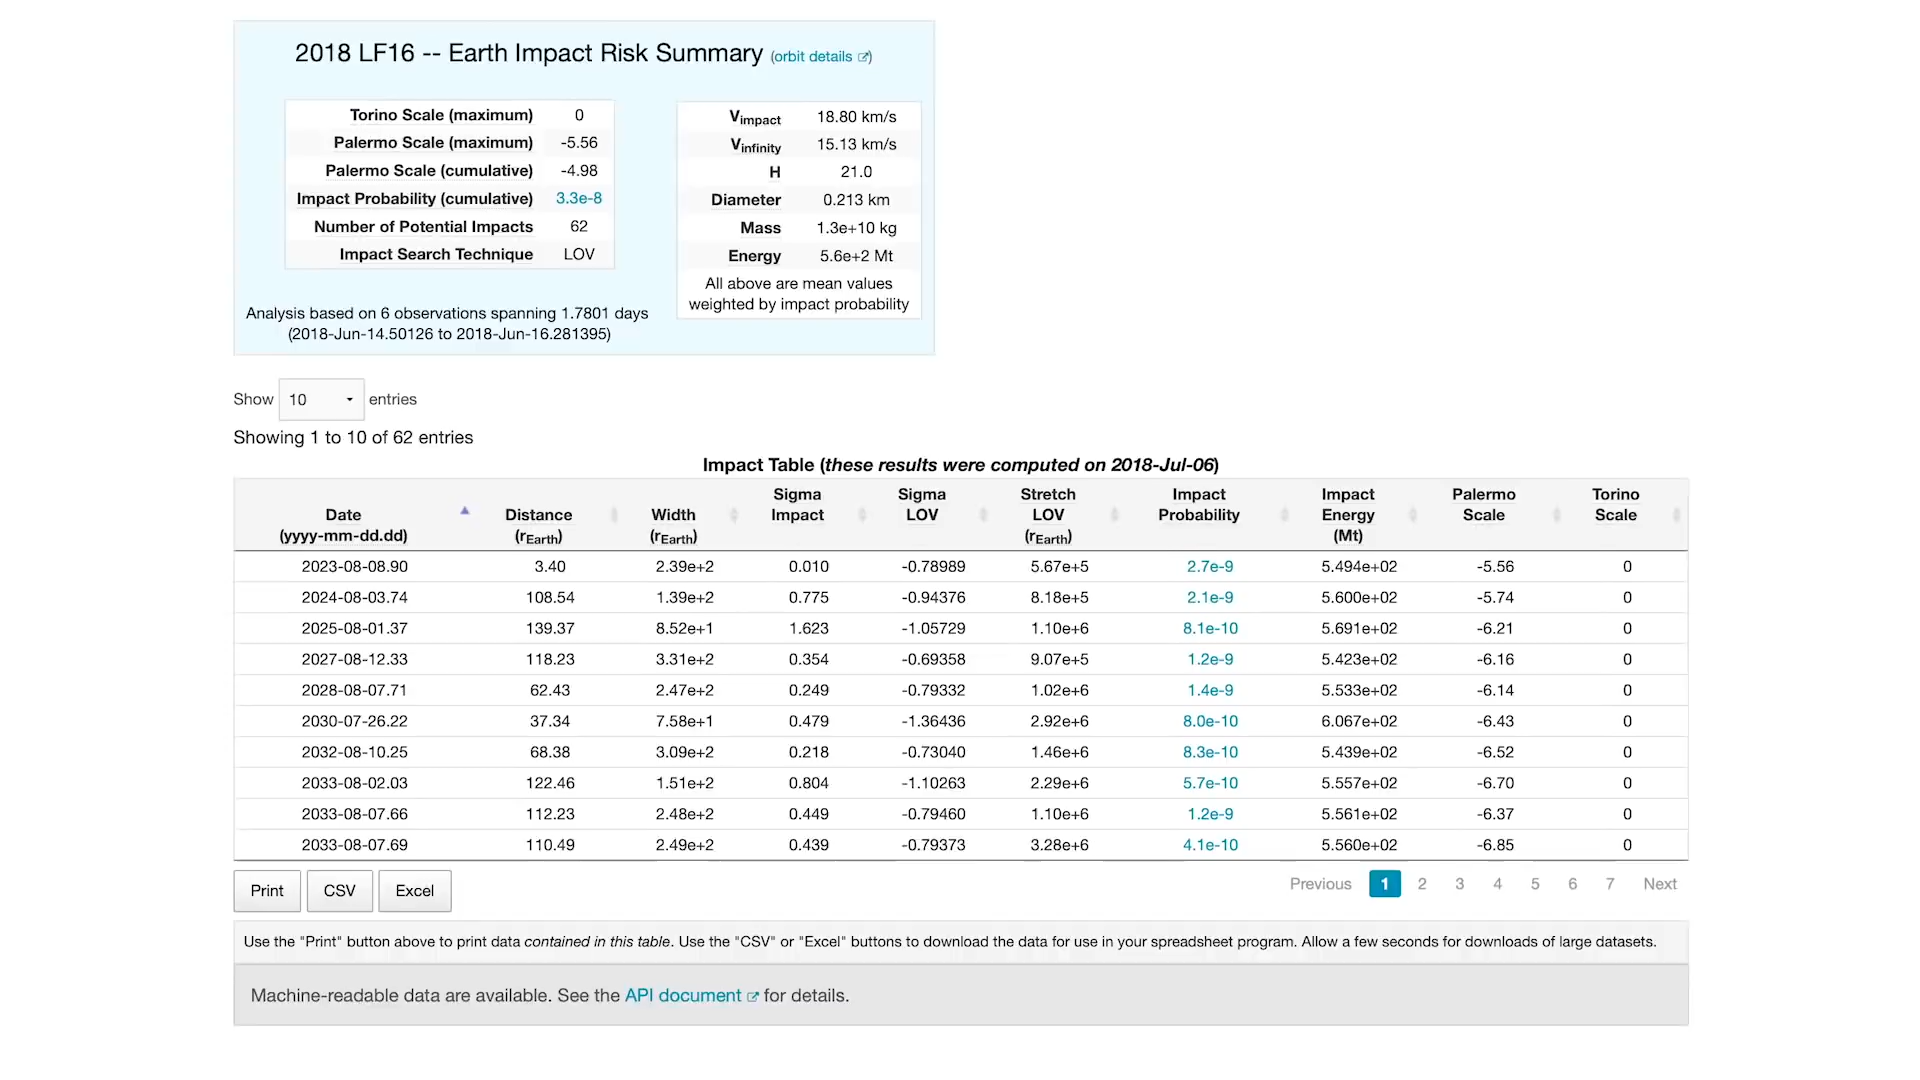 2018 LF16 -- Earth Impact Risk Summary (orbit details)
Torino Scale (maximum) 0
Palermo Scale (maximum) -5.56
Palermo Scale (cumulative) -4.98
Impact Probability (cumulative) 3.3e-8
Number of Potential Impacts 62
Impact Search Technique LOV
Analysis based on 6 observations spanning 1.7801 days
(2018-Jun-14.50126 to 2018-Jun-16.281395)
Vimpact 18.80 km/s
Vinfinity 15.13 km/s
H 21.0
Diameter 0.213 km
Mass 1.3e+10 kg
Energy 5.6e+2 Mt
All above are mean values
weighted by impact probability
Show 10 entries
Showing 1 to 10 of 62 entries
Impact Table (these results were computed on 2018-Jul-06)
Date (yyyy-mm-dd.dd) Distance (rEarth) Width (rEarth) Sigma Impact Sigma LOV Stretch LOV (rEarth) Impact Probability Impact Energy (Mt) Palermo Scale Torino Scale
2023-08-08.90 3.40 2.39e+2 0.010 -0.78989 5.67e+5 2.7e-9 5.494e+02 -5.56 0
2024-08-03.74 108.54 1.39e+2 0.775 -0.94376 8.18e+5 2.1e-9 5.600e+02 -5.74 0
2025-08-01.37 139.37 8.52e+1 1.623 -1.05729 1.10e+6 8.1e-10 5.691e+02 -6.21 0
2027-08-12.33 118.23 3.31e+2 0.354 -0.69358 9.07e+5 1.2e-9 5.423e+02 -6.16 0
2028-08-07.71 62.43 2.47e+2 0.249 -0.79332 1.02e+6 1.4e-9 5.533e+02 -6.14 0
2030-07-26.22 37.34 7.58e+1 0.479 -1.36436 2.92e+6 8.0e-10 6.067e+02 -6.43 0
2032-08-10.25 68.38 3.09e+2 0.218 -0.73040 1.46e+6 8.3e-10 5.439e+02 -6.52 0
2033-08-02.03 122.46 1.51e+2 0.804 -1.10263 2.29e+6 5.7e-10 5.557e+02 -6.70 0
2033-08-07.66 112.23 2.48e+2 0.449 -0.79460 1.10e+6 1.2e-9 5.561e+02 -6.37 0
2033-08-07.69 110.49 2.49e+2 0.439 -0.79373 3.28e+6 4.1e-10 5.560e+02 -6.85 0
Print CSV Excel
Previous 1 2 3 4 5 6 7 Next
Use the "Print" button above to print data contained in this table. Use the "CSV" or "Excel" buttons to download the data for use in your spreadsheet program. Allow a few seconds for downloads of large datasets.
Machine-readable data are available. See the API document for details.